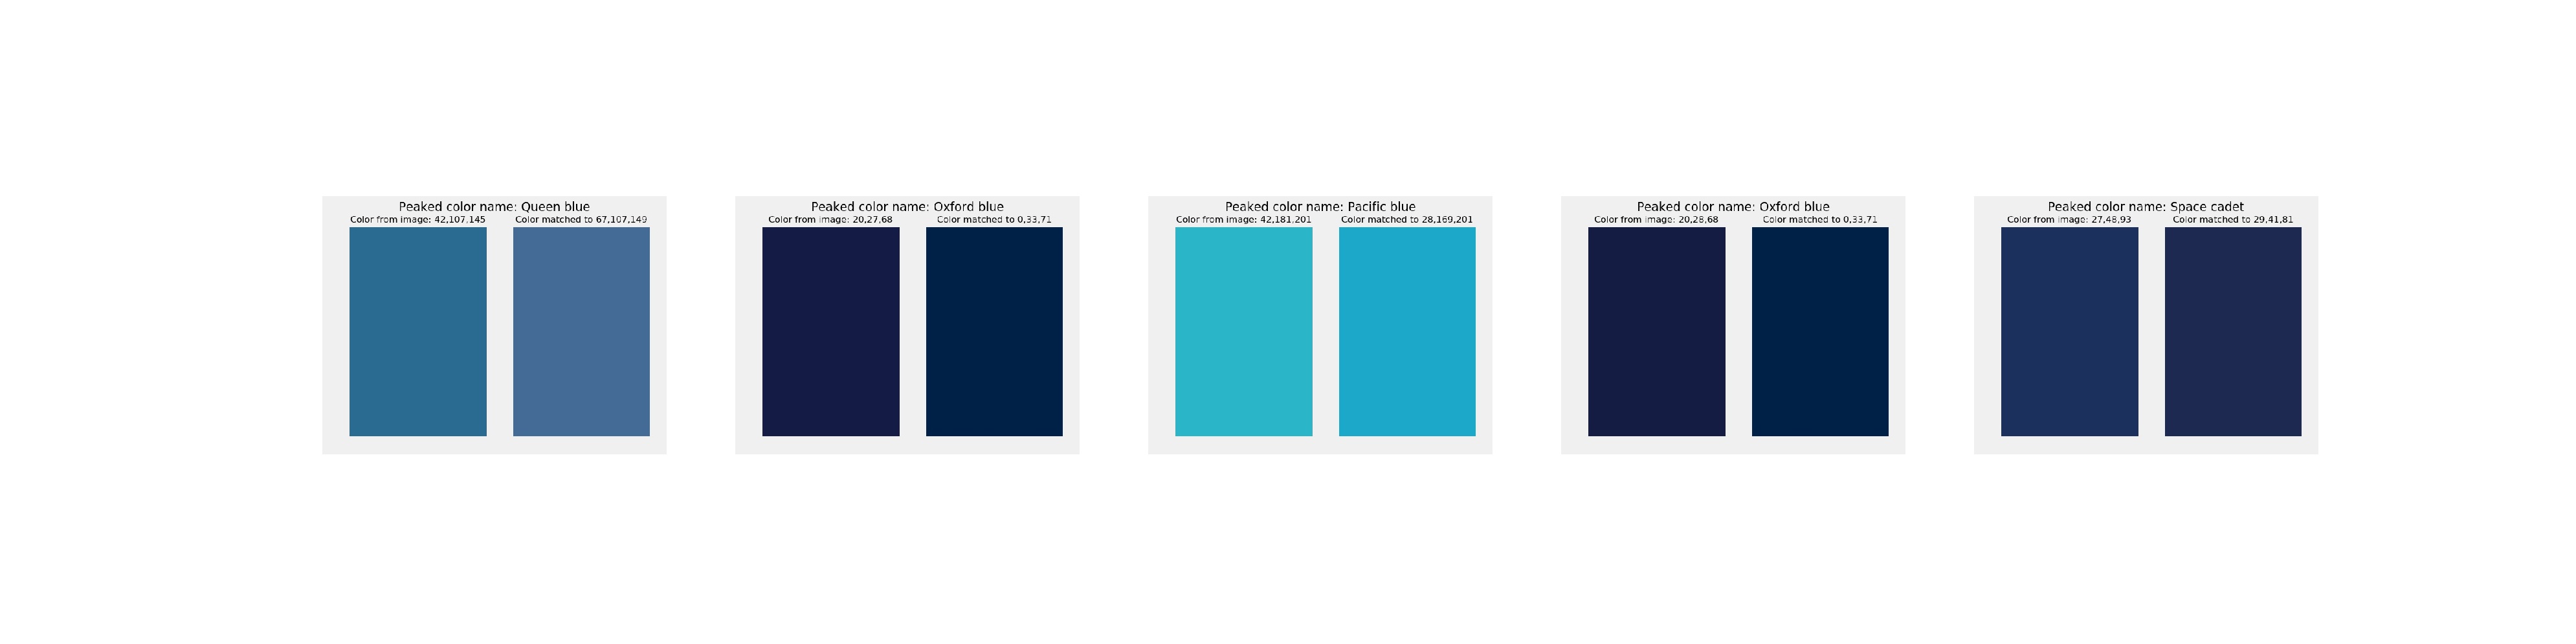 Peaked color name: Queen blue
Color from image: 42,107,145
Color matched to 67,107,149
Peaked color name: Oxford blue
Color from image: 20,27,68
Color matched to 0,33,71
Peaked color name: Pacific blue
Color from image: 42,181,201
Color matched to 28,169,201
Peaked color name: Oxford blue
Color from image: 20,28,68
Color matched to 0,33,71
Peaked color name: Space cadet
Color from image: 27,48,93
Color matched to 29,41,81